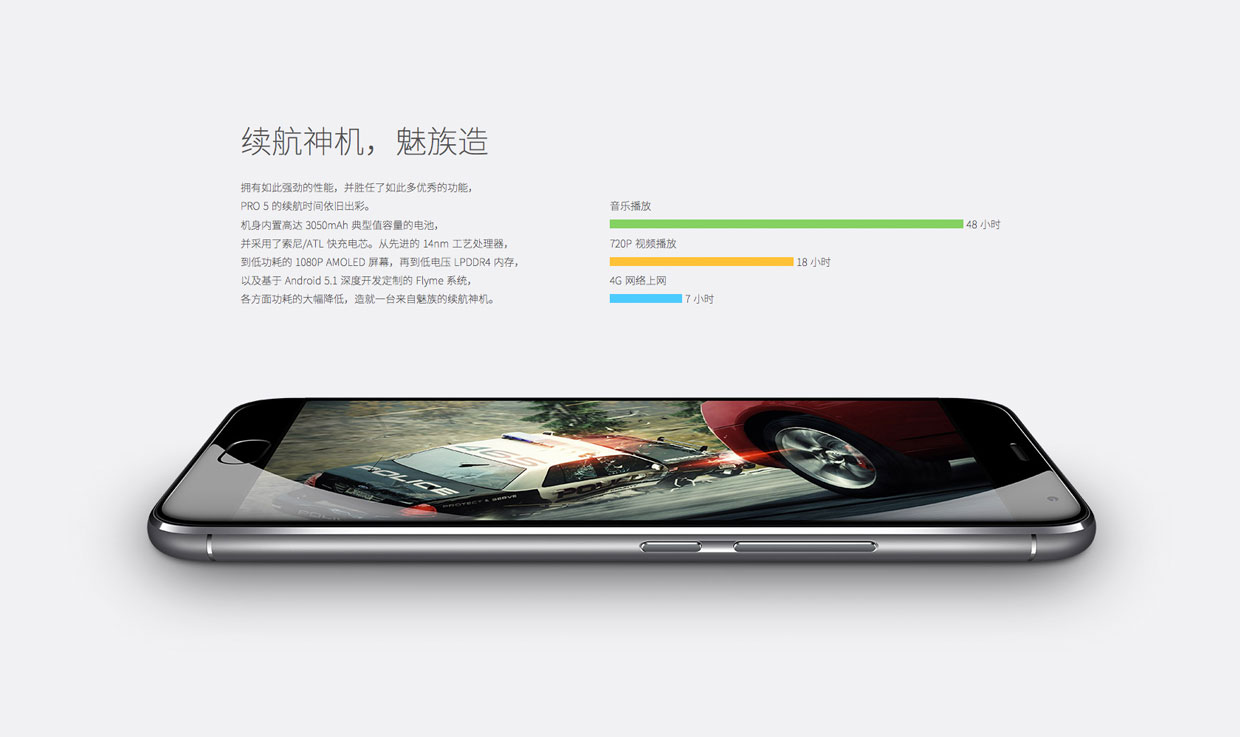 续航神机，魅族造
拥有如此强劲的性能，并胜任了如此多优秀的功能，
PRO 5 的续航时间依旧出彩。
机身内置高达 3050mAh 典型值容量的电池，
并采用了索尼/ATL 快充电芯。从先进的 14nm 工艺处理器，
到低功耗的 1080P AMOLED 屏幕，再到低电压 LPDDR4 内存，
以及基于 Android 5.1 深度开发定制的 Flyme 系统，
各方面功耗的大幅降低，造就一台来自魅族的续航神机。
音乐播放
48 小时
720P 视频播放
18 小时
4G 网络上网
7 小时
465
POLICE
PROTECT & SERVE
POLICE